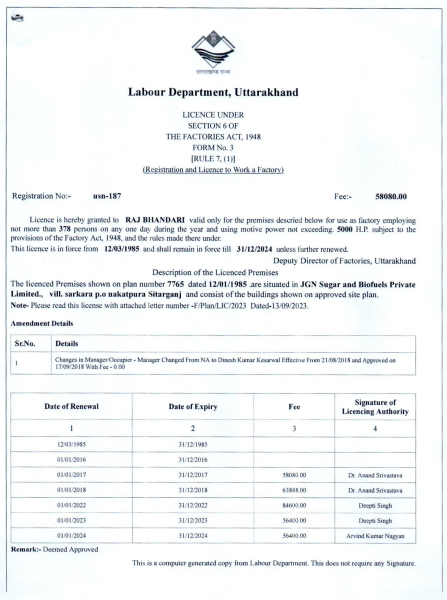 उत्तराखण्ड राज्य
Labour Department, Uttarakhand
LICENCE UNDER
SECTION 6 OF
THE FACTORIES ACT, 1948
FORM No. 3
[RULE 7, (1)]
(Registration and Licence to Work a Factory)
Registration No:- usn-187 Fee:- 58080.00
Licence is hereby granted to RAJ BHANDARI valid only for the premises descried below for use as factory employing
not more than 378 persons on any one day during the year and using motive power not exceeding. 5000 H.P. subject to the
provisions of the Factory Act, 1948, and the rules made there under.
This licence is in force from 12/03/1985 and shall remain in force till 31/12/2024 unless further renewed.
Deputy Director of Factories, Uttarakhand
Description of the Licenced Premises
The licenced Premises shown on plan number 7765 dated 12/01/1985 .are situated in JGN Sugar and Biofuels Private
Limited., vill. sarkara p.o nakatpura Sitarganj and consist of the buildings shown on approved site plan.
Note- Please read this license with attached letter number -F/Plan/LIC/2023 Dated-13/09/2023.
Amendment Details
Sr.No. Details
1 Changes in Manager/Occupier - Manager Changed From NA to Dinesh Kumar Kesarwal Effective From 21/08/2018 and Approved on
17/09/2018 With Fee - 0.00
Date of Renewal Date of Expiry Fee Signature of
Licencing Authority
1 2 3 4
12/03/1985 31/12/1985
01/01/2016 31/12/2016
01/01/2017 31/12/2017 58080.00 Dr. Anand Srivastava
01/01/2018 31/12/2018 63888.00 Dr. Anand Srivastava
01/01/2022 31/12/2022 84600.00 Deepti Singh
01/01/2023 31/12/2023 56400.00 Deepti Singh
01/01/2024 31/12/2024 56400.00 Arvind Kumar Nagyan
Remark:- Deemed Approved
This is a computer generated copy from Labour Department. This does not require any Signature.